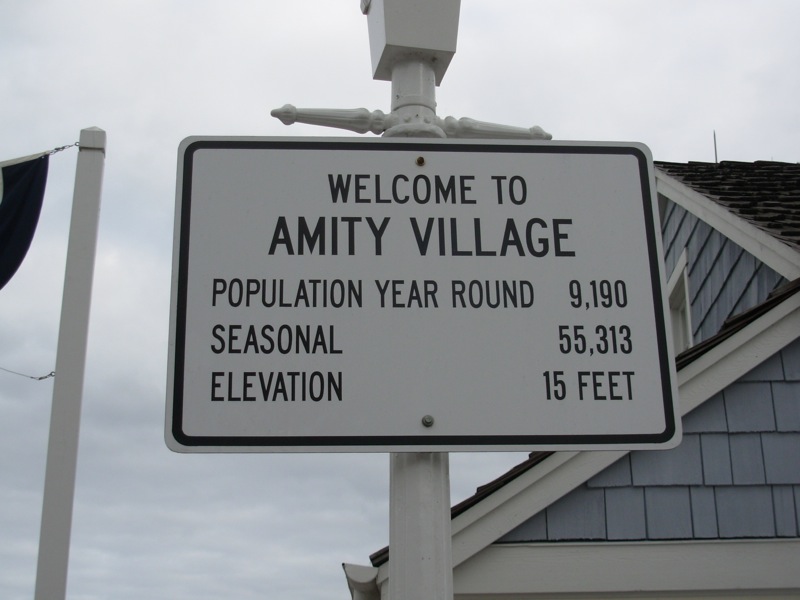 WELCOME TO
AMITY VILLAGE
POPULATION YEAR ROUND 9,190
SEASONAL 55,313
ELEVATION 15 FEET